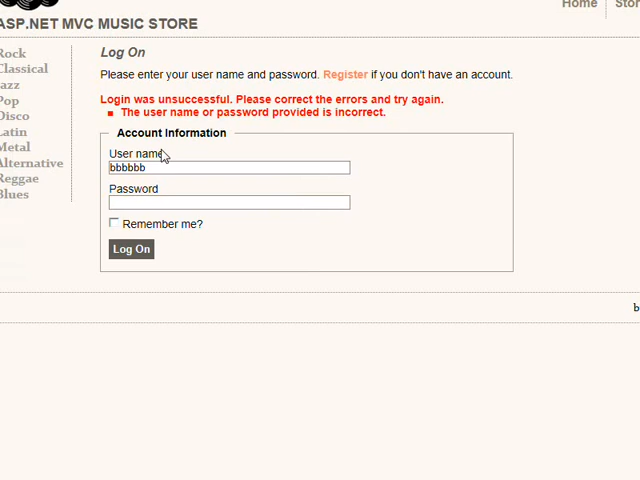 Home
ASP.NET MVC MUSIC STORE
Rock
Classical
Jazz
Pop
Disco
Latin
Metal
Alternative
Reggae
Blues
Log On
Please enter your user name and password. Register if you don't have an account.
Login was unsuccessful. Please correct the errors and try again.
The user name or password provided is incorrect.
Account Information
User name
bbbbbb
Password
Remember me?
Log On
b